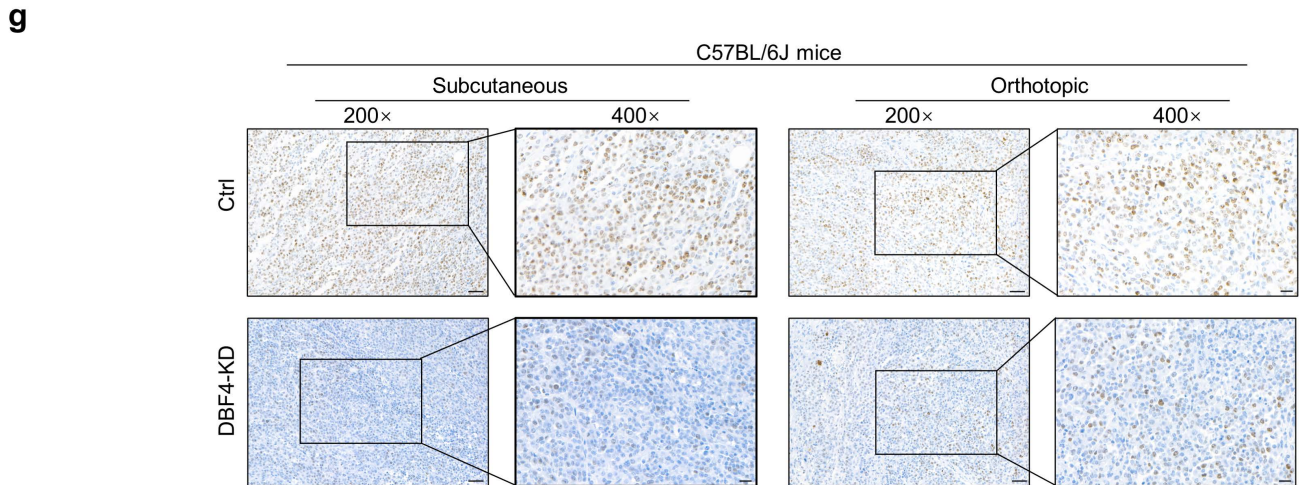 g
C57BL/6J mice
Subcutaneous
Orthotopic
200×
400×
200×
400×
Ctrl
DBF4-KD